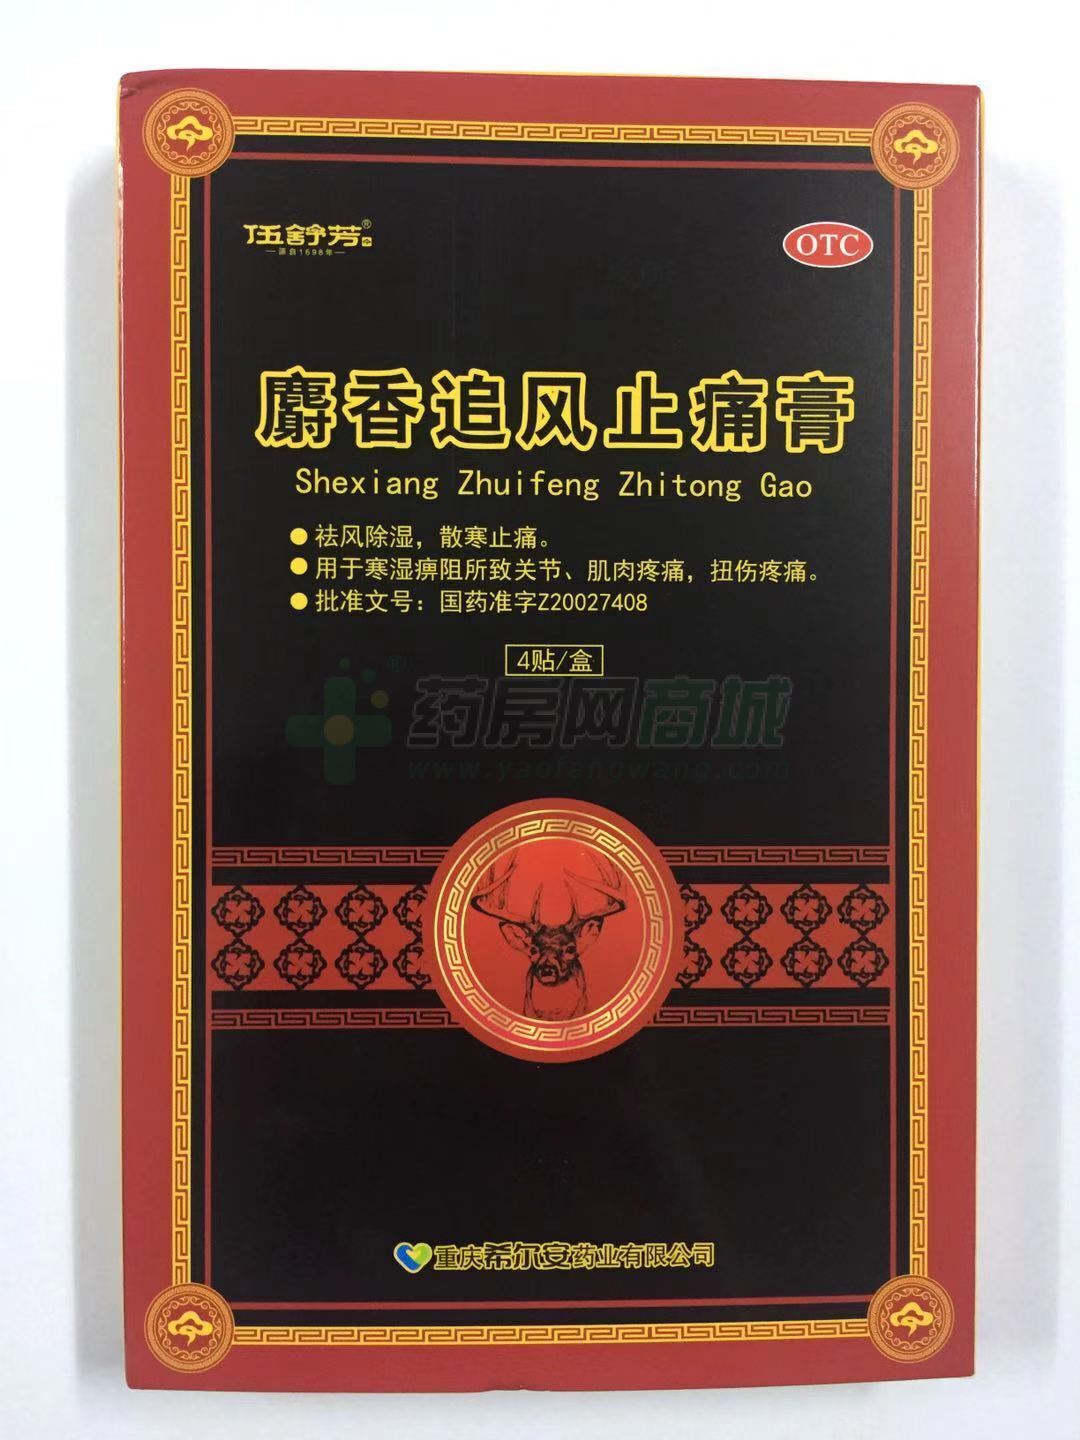 伍舒芳®
源自1698年
OTC
麝香追风止痛膏
Shexiang Zhuifeng Zhitong Gao
●祛风除湿，散寒止痛。
●用于寒湿痹阻所致关节、肌肉疼痛，扭伤疼痛。
●批准文号：国药准字Z20027408
4贴/盒
®药房网商城
www.yaofangwang.com
重庆希尔安药业有限公司